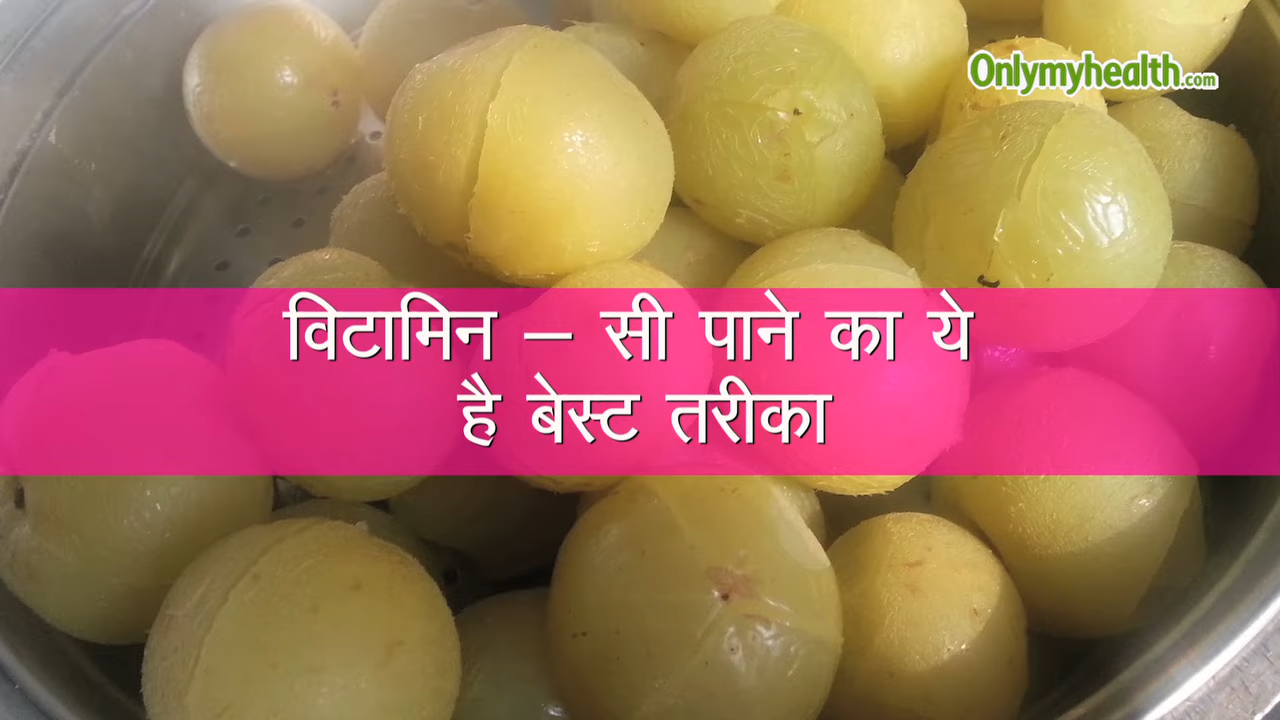 Onlymyhealth.com
विटामिन – सी पाने का ये
है बेस्ट तरीका